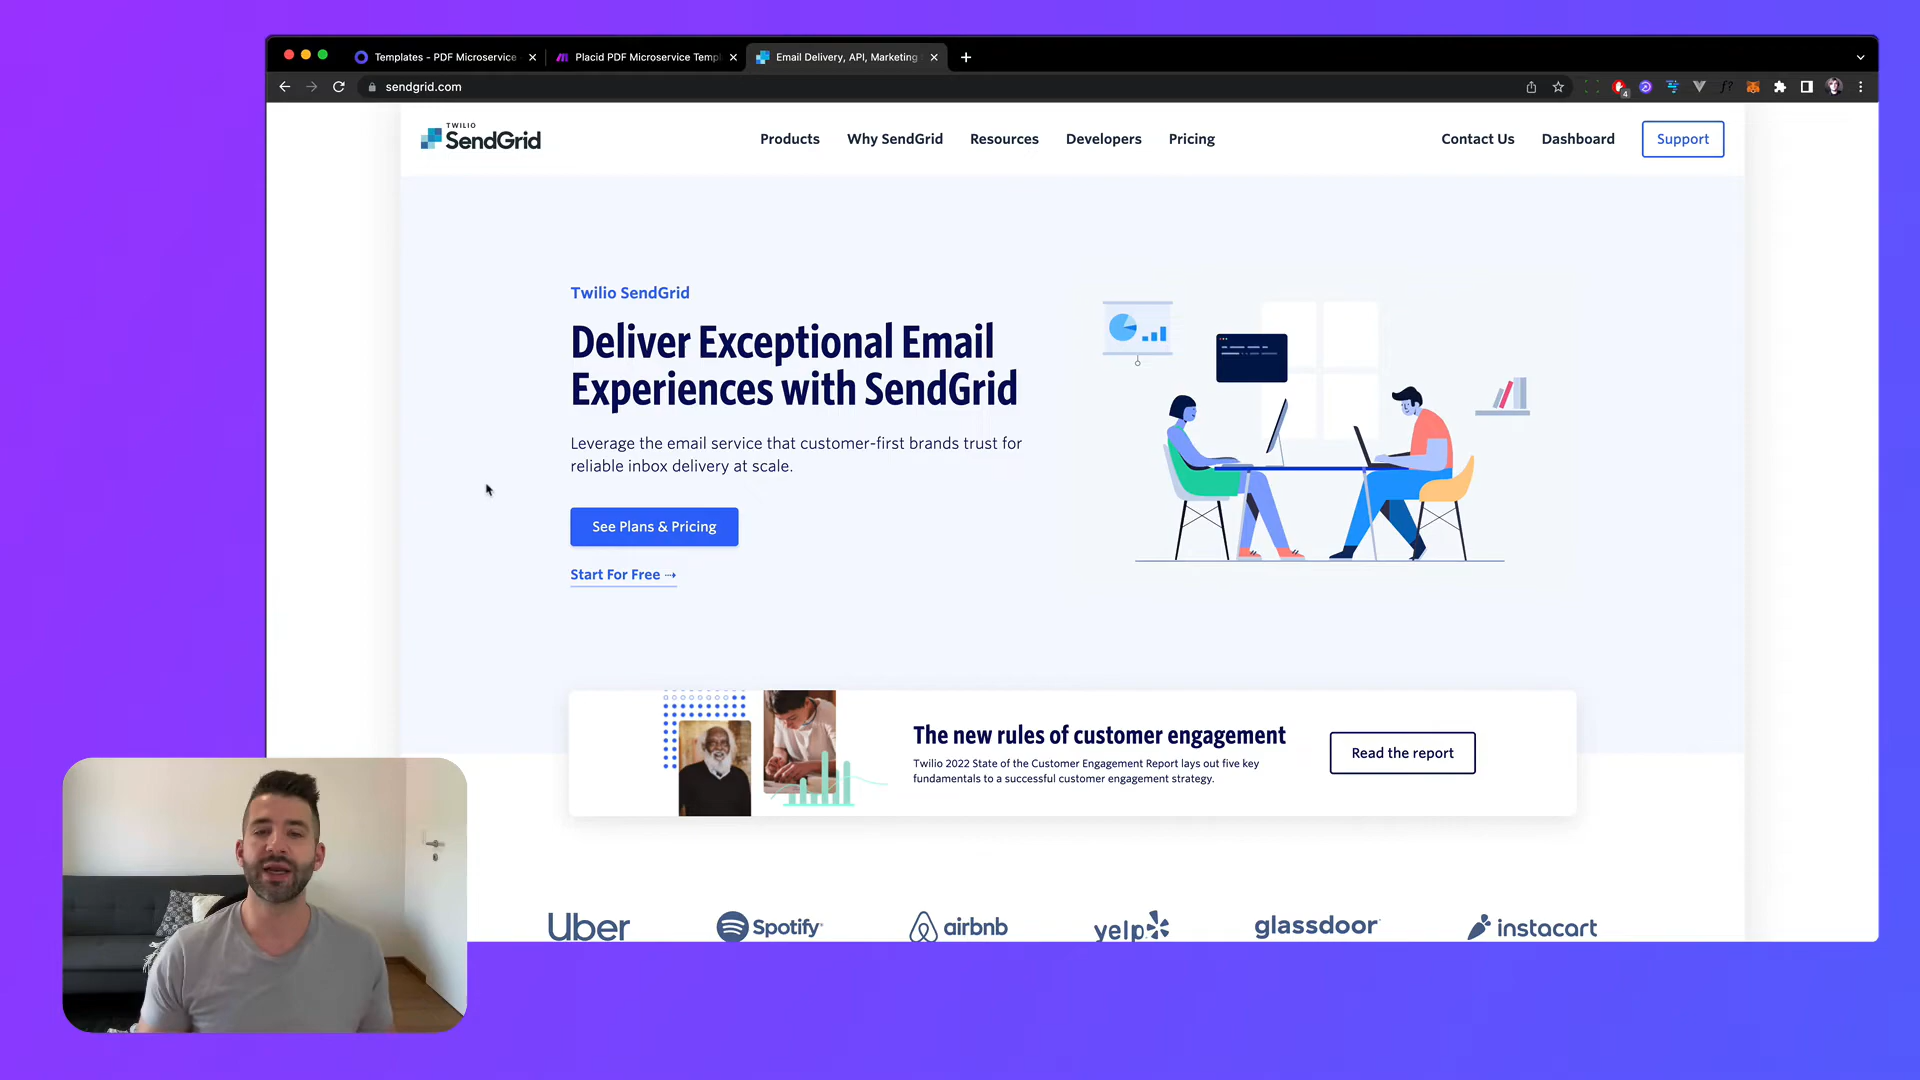 Templates - PDF Microservice
Placid PDF Microservice Templ
Email Delivery, API, Marketing
sendgrid.com
4
f?
TWILIO
SendGrid
Products
Why SendGrid
Resources
Developers
Pricing
Contact Us
Dashboard
Support
Twilio SendGrid
Deliver Exceptional Email
Experiences with SendGrid
Leverage the email service that customer-first brands trust for
reliable inbox delivery at scale.
See Plans & Pricing
Start For Free →
The new rules of customer engagement
Twilio 2022 State of the Customer Engagement Report lays out five key
fundamentals to a successful customer engagement strategy.
Read the report
Uber
Spotify
airbnb
yelp
glassdoor
instacart